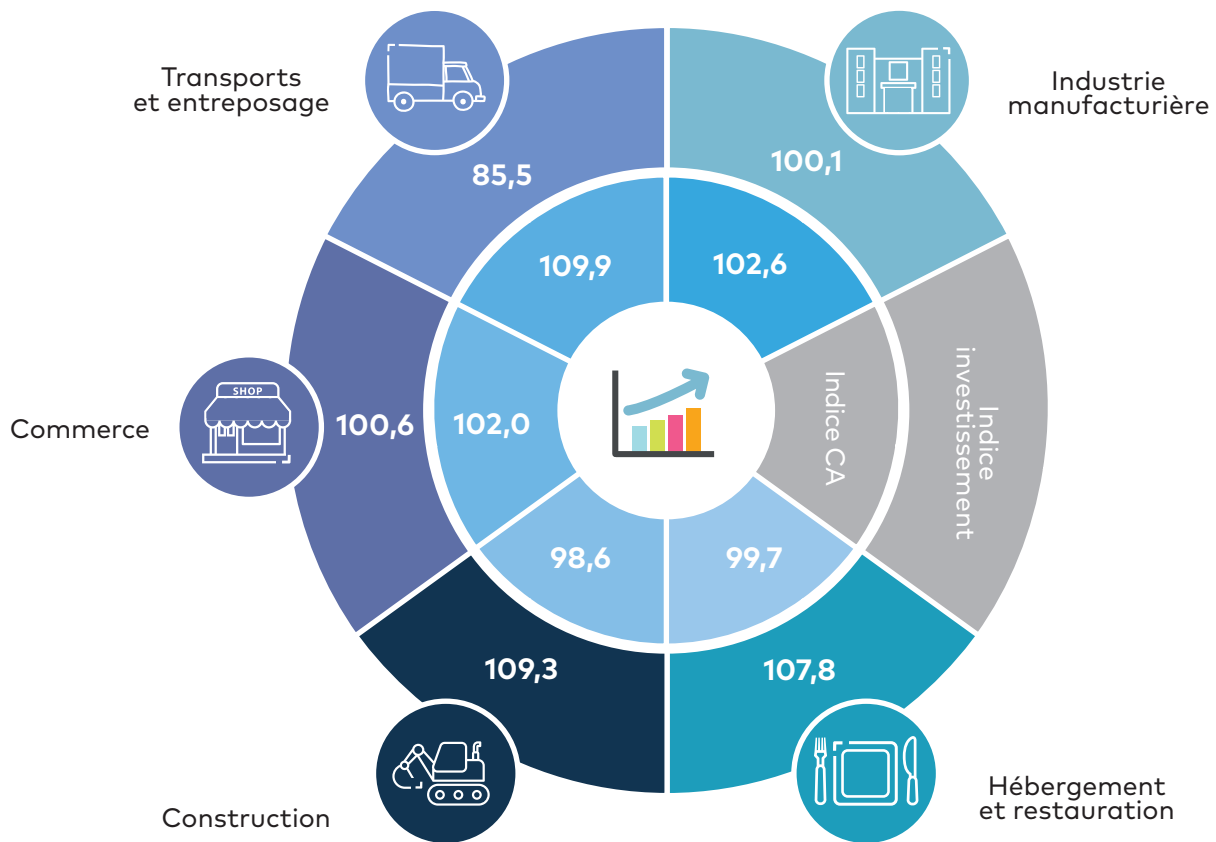 Transports
et entreposage
Industrie
manufacturière
85,5
100,1
109,9
102,6
SHOP
Commerce
100,6
102,0
Indice CA
Indice
investissement
98,6
99,7
109,3
107,8
Construction
Hébergement
et restauration